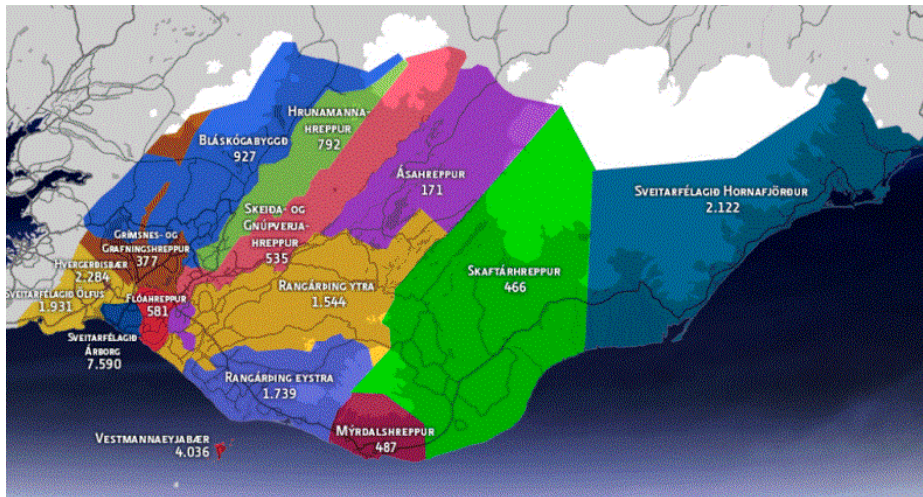 Hrunamanna-
hreppur
792
Bláskógabyggð
927
Ásahreppur
171
Sveitarfélagið Hornafjörður
2.122
Skeiða- og
Gnúpverja-
hreppur
535
Grímsnes- og
Grafningshreppur
377
Hvergerðisbær
2.284
Skaftárhreppur
466
Rangárþing ytra
1.544
Sveitarfélagið Ölfus
1.931
Flóahreppur
581
Sveitarfélagið
Árborg
7.590
Rangárþing eystra
1.739
Mýrdalshreppur
487
Vestmannaeyjabær
4.036